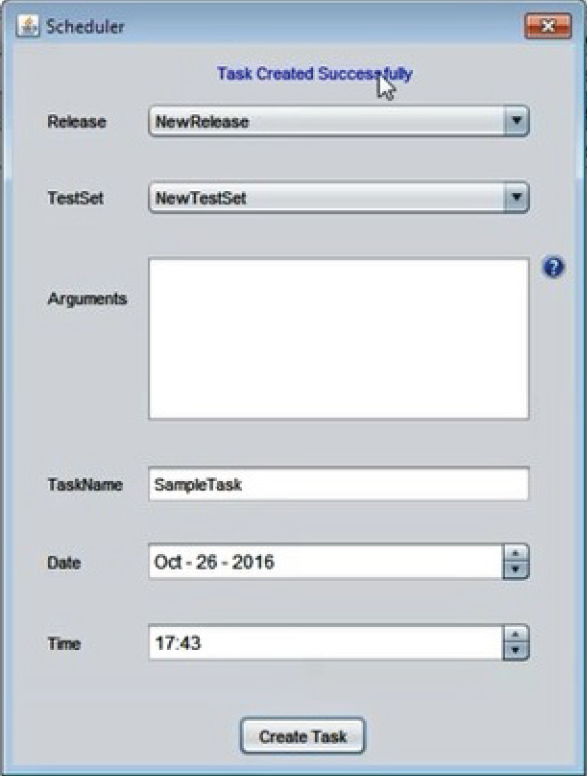 Scheduler
Task Created Successfully
Release NewRelease
TestSet NewTestSet
?
Arguments
TaskName SampleTask
Date Oct - 26 - 2016
Time 17:43
Create Task